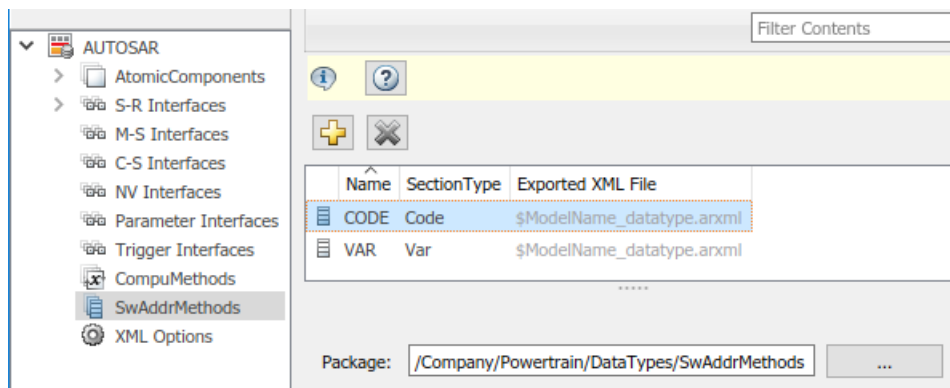 Filter Contents
AUTOSAR
AtomicComponents
S-R Interfaces
M-S Interfaces
C-S Interfaces
NV Interfaces
Parameter Interfaces
Trigger Interfaces
CompuMethods
SwAddrMethods
XML Options
Name SectionType Exported XML File
CODE Code $ModelName_datatype.arxml
VAR Var $ModelName_datatype.arxml
Package: /Company/Powertrain/DataTypes/SwAddrMethods ...